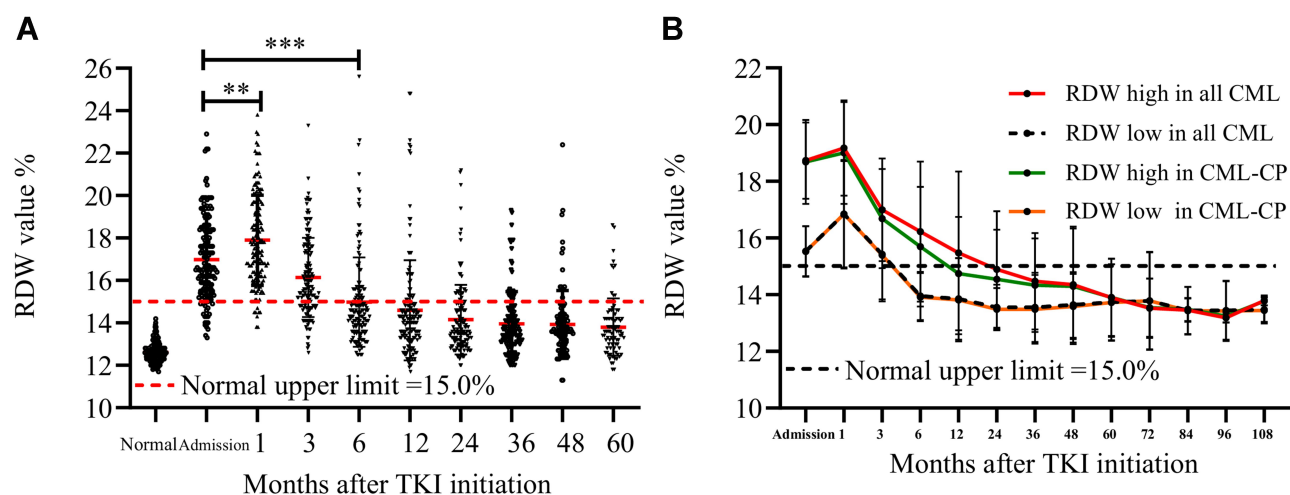 A
***
**
26
24
22
20
18
16
14
12
10
RDW value %
Normal upper limit =15.0%
Normal Admission 1 3 6 12 24 36 48 60
Months after TKI initiation
B
RDW high in all CML
RDW low in all CML
RDW high in CML-CP
RDW low in CML-CP
22
20
18
16
14
12
10
RDW value %
Normal upper limit =15.0%
Admission 1 3 6 12 24 36 48 60 72 84 96 108
Months after TKI initiation